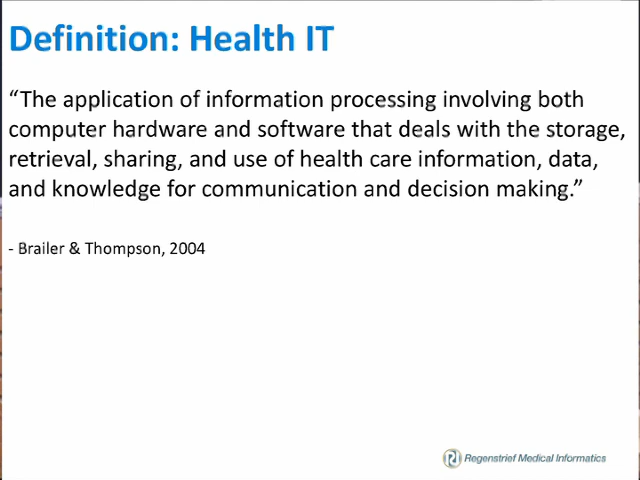 Definition: Health IT
“The application of information processing involving both
computer hardware and software that deals with the storage,
retrieval, sharing, and use of health care information, data,
and knowledge for communication and decision making.”
- Brailer & Thompson, 2004
Regenstrief Medical Informatics